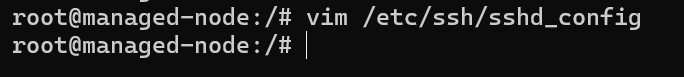 root@managed-node:/# vim /etc/ssh/sshd_config
root@managed-node:/#